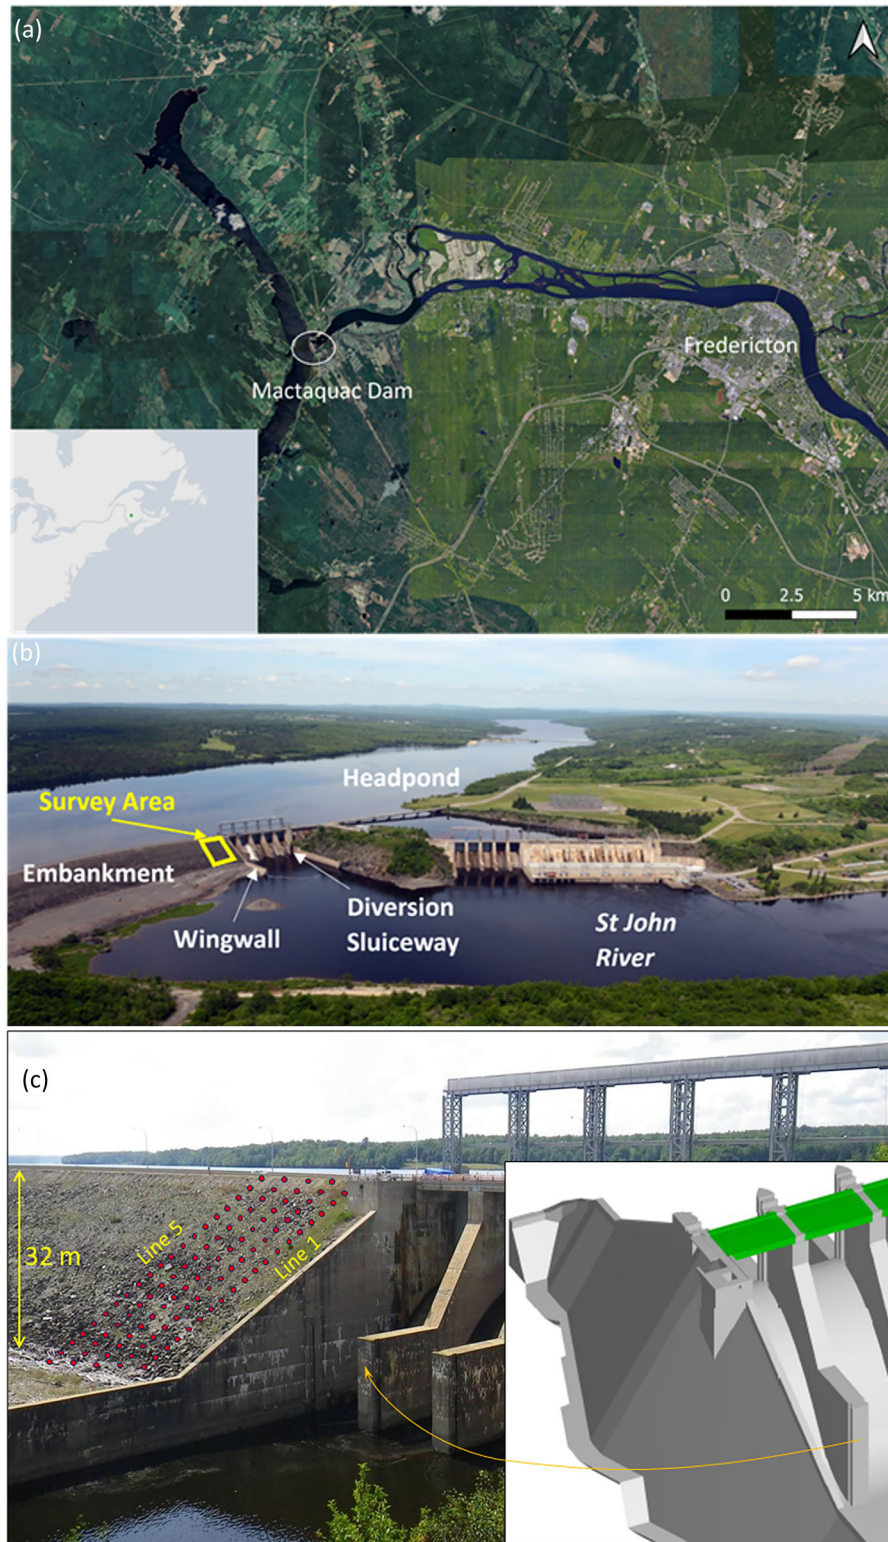 (a)
Fredericton
Mactaquac Dam
0 2.5 5 km
(b)
Headpond
Survey Area
Embankment
Wingwall
Diversion
Sluiceway
St John
River
(c)
Line 5
Line 1
32 m